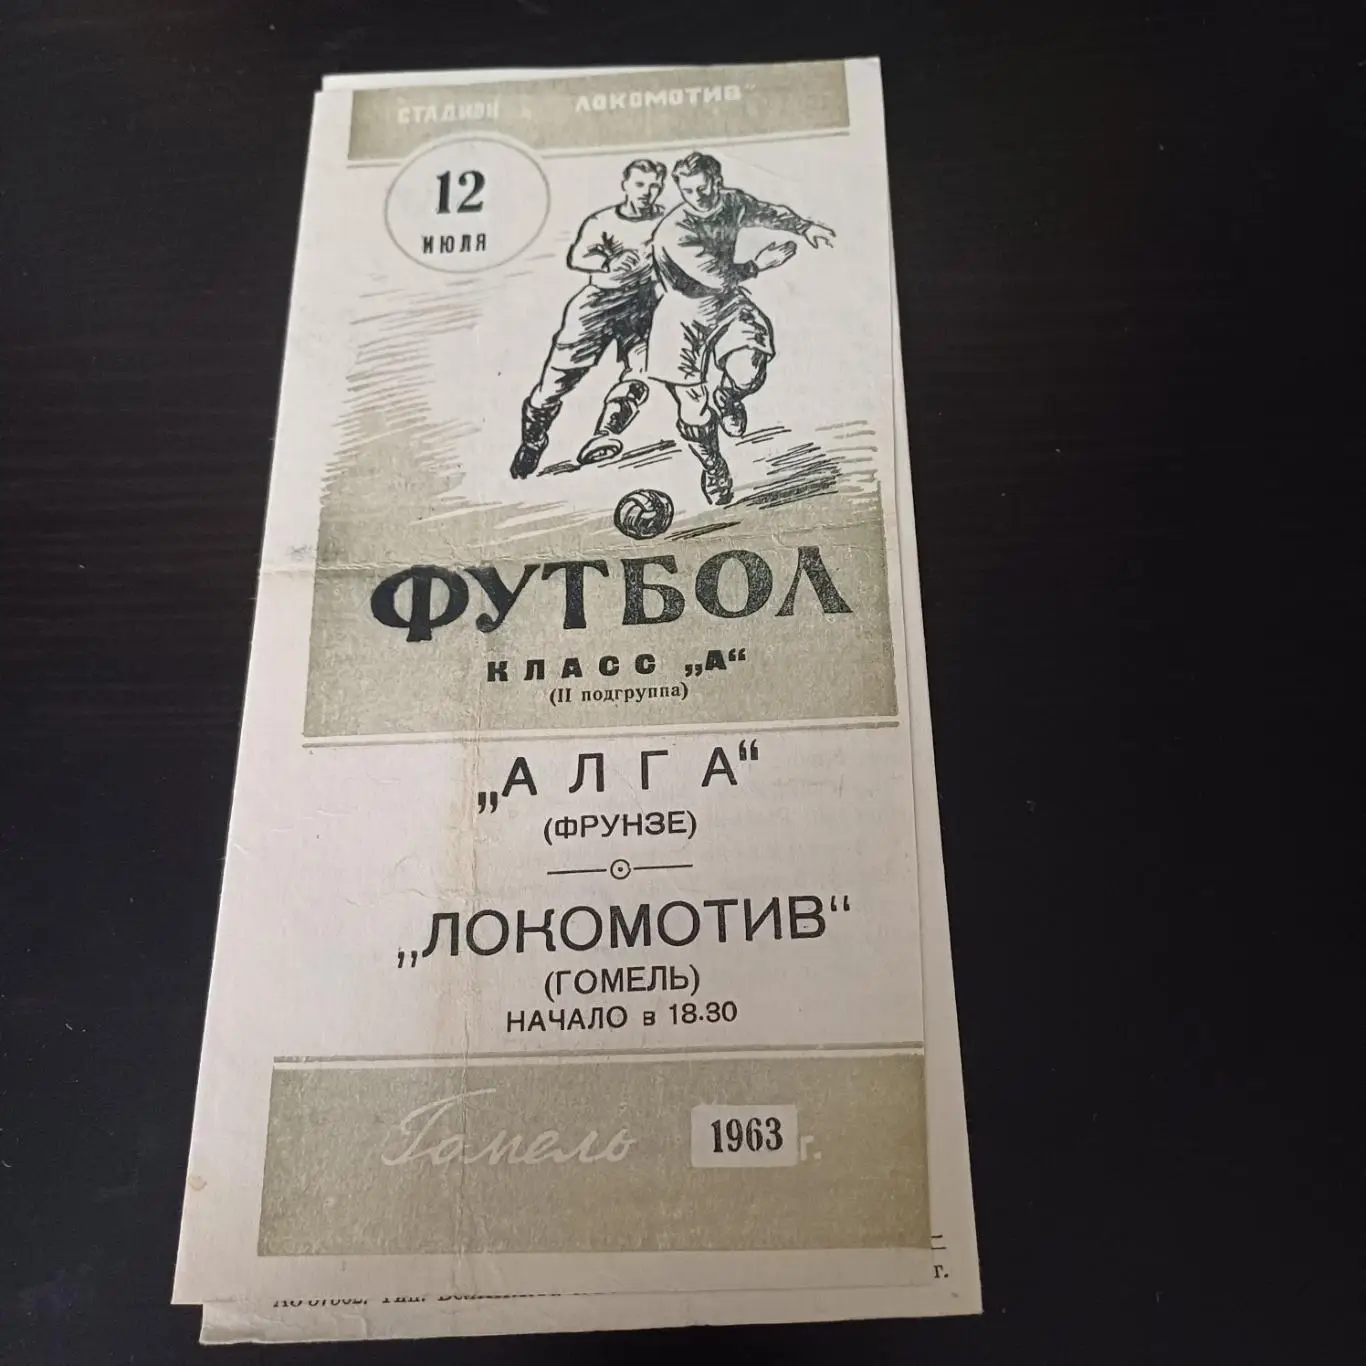 СТАДИОН „ЛОКОМОТИВ“
12
ИЮЛЯ
ФУТБОЛ
КЛАСС „А“
(II подгруппа)
„АЛГА“
(ФРУНЗЕ)
„ЛОКОМОТИВ“
(ГОМЕЛЬ)
НАЧАЛО в 18.30
Гомель 1963 г.
г.